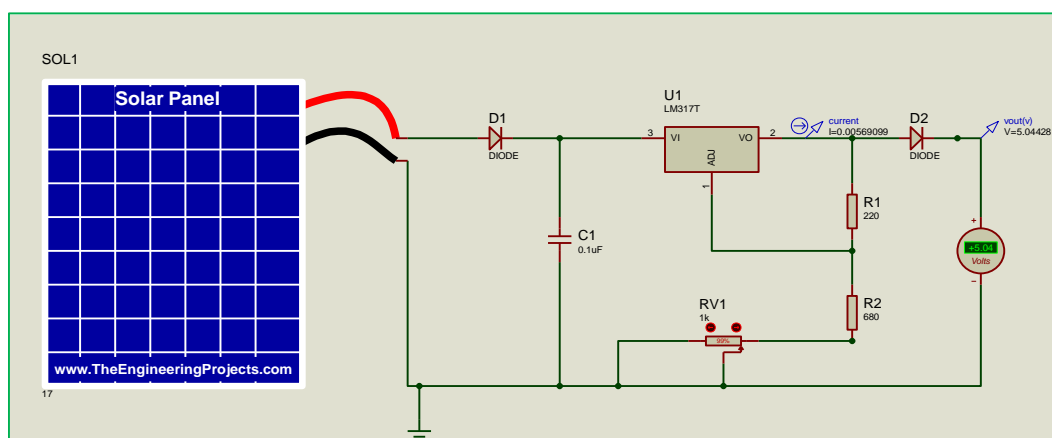 SOL1
Solar Panel
www.TheEngineeringProjects.com
17
D1
DIODE
C1
0.1uF
U1
LM317T
3
VI
VO
2
ADJ
1
current
I=0.00569099
D2
DIODE
vout(v)
V=5.04428
R1
220
R2
680
RV1
1k
99%
+
+5.04
Volts
−